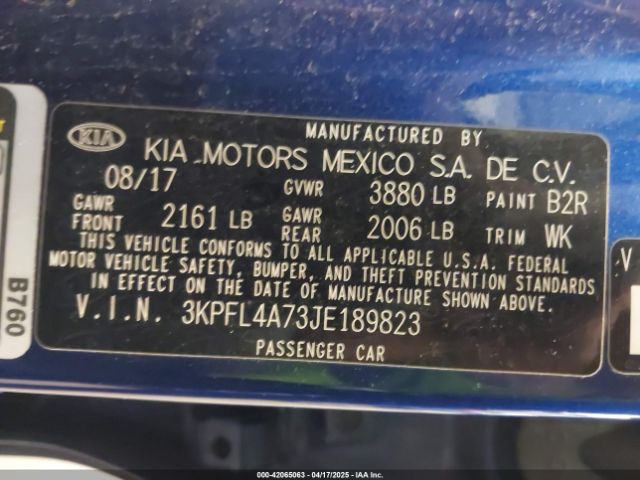 MANUFACTURED BY
KIA KIA MOTORS MEXICO S.A. DE C.V.
08/17 GVWR 3880 LB PAINT B2R
GAWR FRONT 2161 LB GAWR REAR 2006 LB TRIM WK
THIS VEHICLE CONFORMS TO ALL APPLICABLE U.S.A. FEDERAL
MOTOR VEHICLE SAFETY, BUMPER, AND THEFT PREVENTION STANDARDS
IN EFFECT ON THE DATE OF MANUFACTURE SHOWN ABOVE.
V.I.N. 3KPFL4A73JE189823
PASSENGER CAR
B760
V
000-42065063 | 04/17/2025 - IAA Inc.